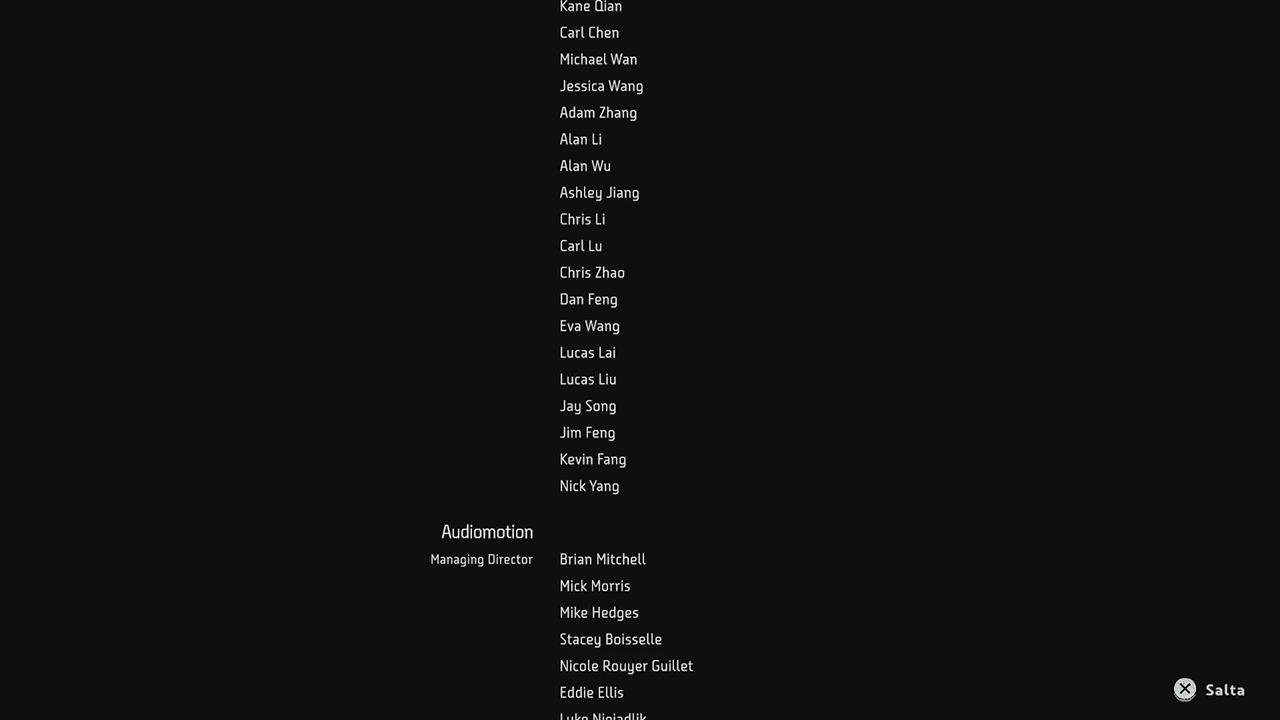 Kane Qian
Carl Chen
Michael Wan
Jessica Wang
Adam Zhang
Alan Li
Alan Wu
Ashley Jiang
Chris Li
Carl Lu
Chris Zhao
Dan Feng
Eva Wang
Lucas Lai
Lucas Liu
Jay Song
Jim Feng
Kevin Fang
Nick Yang
Audiomotion
Managing Director Brian Mitchell
Mick Morris
Mike Hedges
Stacey Boisselle
Nicole Rouyer Guillet
Eddie Ellis
Luke
Salta